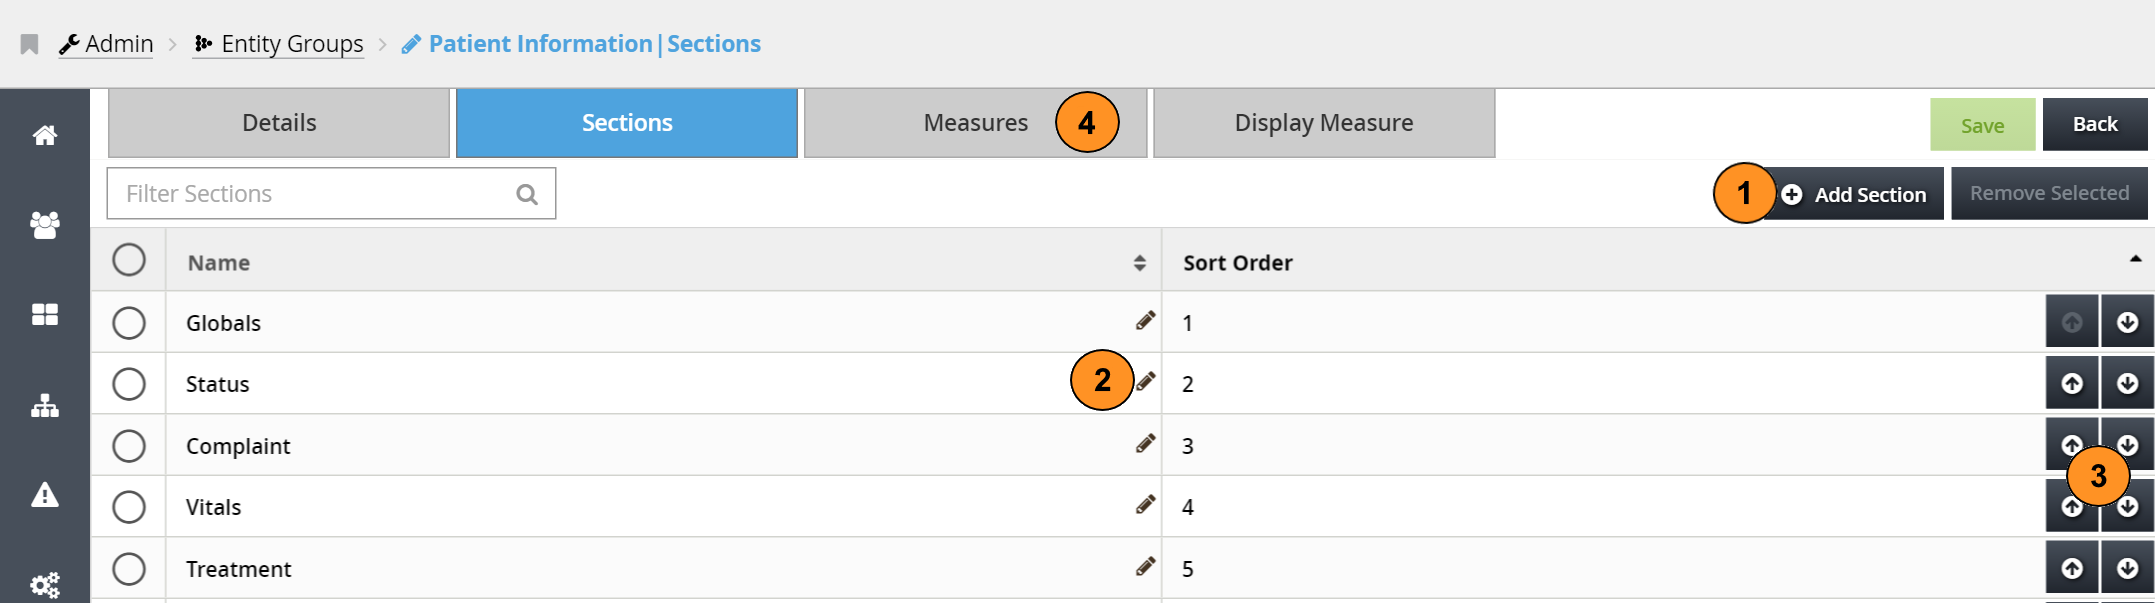 Admin > Entity Groups > Patient Information|Sections
Details Sections Measures 4 Display Measure Save Back
Filter Sections 1 Add Section Remove Selected
Name Sort Order
Globals 1
Status 2 2
Complaint 3
3
Vitals 4
Treatment 5